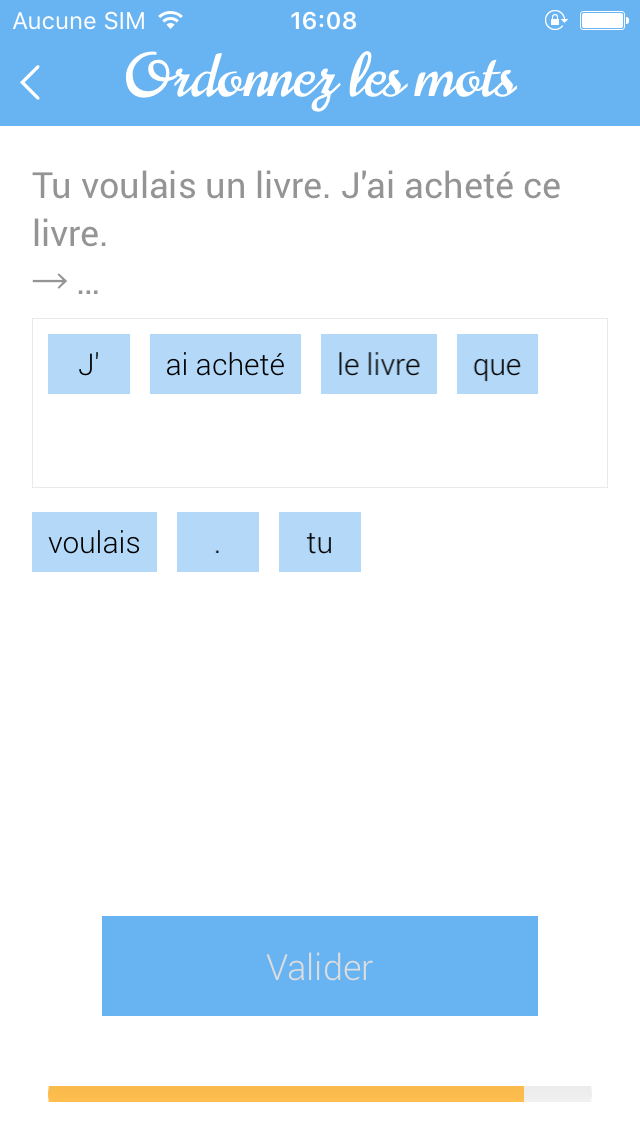 Aucune SIM 16:08
Ordonnez les mots
Tu voulais un livre. J'ai acheté ce
livre.
→ ...
J' ai acheté le livre que
voulais . tu
Valider